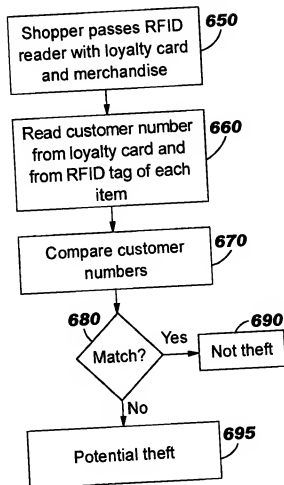 Shopper passes RFID
reader with loyalty card
and merchandise
650
Read customer number
from loyalty card and
from RFID tag of each
item
660
Compare customer
numbers
670
680
Match?
Yes
690
Not theft
No
Potential theft
695